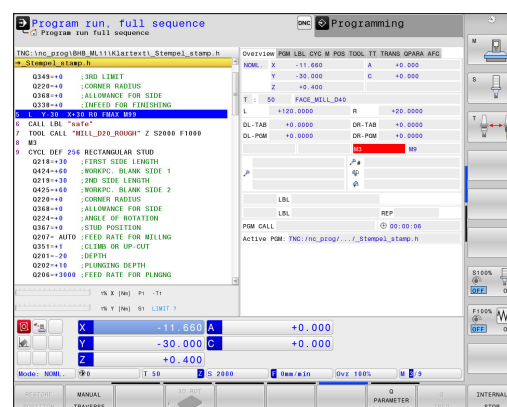 Program run, full sequence
Program run, full sequence
DNC
Programming
TNC:\nc_prog\BHB_ML11\Klartext\_Stempel_stamp.h
→_Stempel_stamp.h
Q349=+0 ;3RD LIMIT
Q220=+0 ;CORNER RADIUS
Q368=+0 ;ALLOWANCE FOR SIDE
Q338=+0 ;INFEED FOR FINISHING
5 L Y-30 X+30 R0 FMAX M99
6 CALL LBL "safe"
7 TOOL CALL "MILL_D20_ROUGH" Z S2000 F1000
8 M3
9 CYCL DEF 256 RECTANGULAR STUD
Q218=+30 ;FIRST SIDE LENGTH
Q424=+60 ;WORKPC. BLANK SIDE 1
Q219=+30 ;2ND SIDE LENGTH
Q425=+60 ;WORKPC. BLANK SIDE 2
Q220=+0 ;CORNER RADIUS
Q368=+0 ;ALLOWANCE FOR SIDE
Q224=+0 ;ANGLE OF ROTATION
Q367=+0 ;STUD POSITION
Q207= AUTO ;FEED RATE FOR MILLNG
Q351=+1 ;CLIMB OR UP-CUT
Q201=-20 ;DEPTH
Q202=+10 ;PLUNGING DEPTH
Q206=+3000 ;FEED RATE FOR PLNGNG
Overview PGM LBL CYC M POS TOOL TT TRANS QPARA AFC
NOML. X -11.660 A +0.000
Y -30.000 C +0.000
Z +0.400
T : 50 FACE_MILL_D40
L +120.0000 R +20.0000
DL-TAB +0.0000 DR-TAB +0.0000
DL-PGM +0.0000 DR-PGM +0.0000
M3 M9
LBL
LBL REP
PGM CALL 00:00:06
Active PGM: TNC:/nc_prog/.../_Stempel_stamp.h
1% X [Nm] P1 -T1
1% Y [Nm] S1 LIMIT 1
X -11.660 A +0.000
Y -30.000 C +0.000
Z +0.400
Mode: NOML. 0 T 50 Z S 2000 F 0mm/min Ovr 100% M 5/9
MANUAL
TRAVERSE
3D ROT
Q
PARAMETER
INTERNAL
STOP
M
S
T
S100%
OFF
F100%
OFF